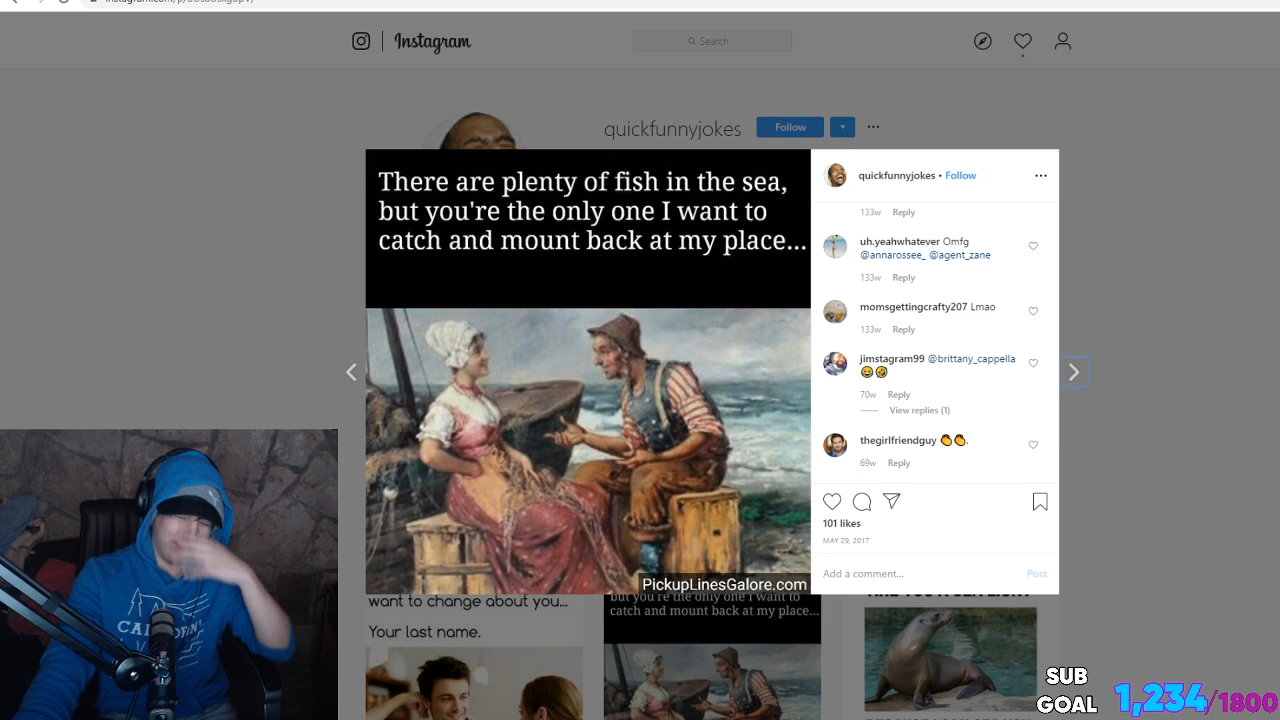 Instagram
Search
quickfunnyjokes
Follow
There are plenty of fish in the sea,
but you're the only one I want to
catch and mount back at my place...
PickupLinesGalore.com
quickfunnyjokes • Follow
133w Reply
uh.yeahwhatever Omfg
@annarossee_ @agent_zane
133w Reply
momsgettingcrafty207 Lmao
133w Reply
jimstagram99 @brittany_cappella
😂🤣
70w Reply
View replies (1)
thegirlfriendguy 👏👏.
69w Reply
101 likes
MAY 29, 2017
Add a comment... Post
want to change about you...
Your last name.
but you're the only one I want to
catch and mount back at my place...
SUB
GOAL
1,234/1800